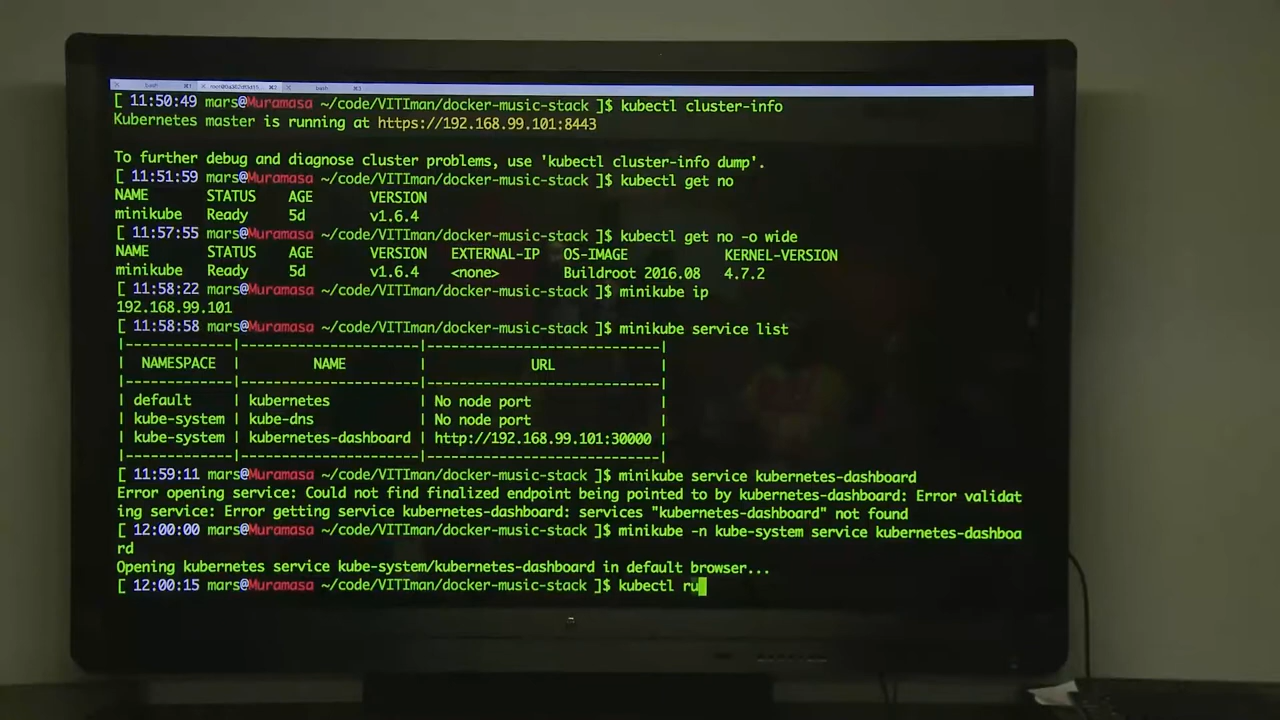 bash ⌘1 ⌘2 bash ⌘3
[ 11:50:49 mars@Muramasa ~/code/VITIman/docker-music-stack ]$ kubectl cluster-info
Kubernetes master is running at https://192.168.99.101:8443
To further debug and diagnose cluster problems, use 'kubectl cluster-info dump'.
[ 11:51:59 mars@Muramasa ~/code/VITIman/docker-music-stack ]$ kubectl get no
NAME STATUS AGE VERSION
minikube Ready 5d v1.6.4
[ 11:57:55 mars@Muramasa ~/code/VITIman/docker-music-stack ]$ kubectl get no -o wide
NAME STATUS AGE VERSION EXTERNAL-IP OS-IMAGE KERNEL-VERSION
minikube Ready 5d v1.6.4 <none> Buildroot 2016.08 4.7.2
[ 11:58:22 mars@Muramasa ~/code/VITIman/docker-music-stack ]$ minikube ip
192.168.99.101
[ 11:58:58 mars@Muramasa ~/code/VITIman/docker-music-stack ]$ minikube service list
|-------------|----------------------|-----------------------------|
| NAMESPACE | NAME | URL |
|-------------|----------------------|-----------------------------|
| default | kubernetes | No node port |
| kube-system | kube-dns | No node port |
| kube-system | kubernetes-dashboard | http://192.168.99.101:30000 |
|-------------|----------------------|-----------------------------|
[ 11:59:11 mars@Muramasa ~/code/VITIman/docker-music-stack ]$ minikube service kubernetes-dashboard
Error opening service: Could not find finalized endpoint being pointed to by kubernetes-dashboard: Error validat
ing service: Error getting service kubernetes-dashboard: services "kubernetes-dashboard" not found
[ 12:00:00 mars@Muramasa ~/code/VITIman/docker-music-stack ]$ minikube -n kube-system service kubernetes-dashboa
rd
Opening kubernetes service kube-system/kubernetes-dashboard in default browser...
[ 12:00:15 mars@Muramasa ~/code/VITIman/docker-music-stack ]$ kubectl ru